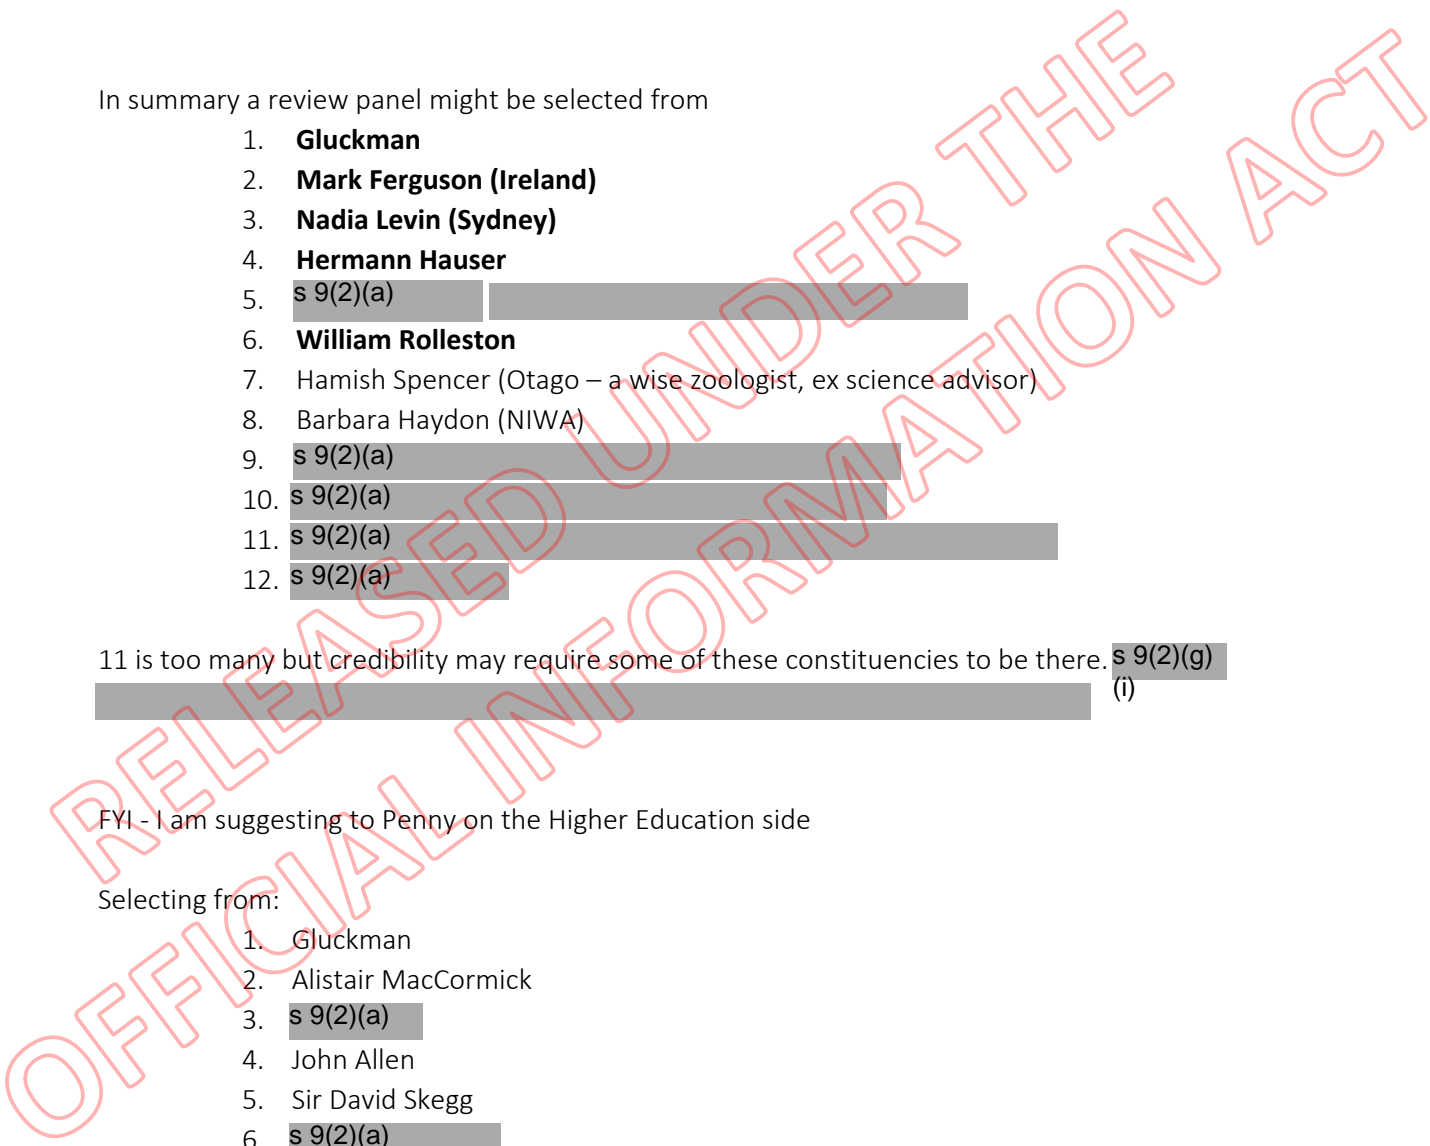 In summary a review panel might be selected from
1. Gluckman
2. Mark Ferguson (Ireland)
3. Nadia Levin (Sydney)
4. Hermann Hauser
5. s 9(2)(a)
6. William Rolleston
7. Hamish Spencer (Otago – a wise zoologist, ex science advisor)
8. Barbara Haydon (NIWA)
9. s 9(2)(a)
10. s 9(2)(a)
11. s 9(2)(a)
12. s 9(2)(a)
11 is too many but credibility may require some of these constituencies to be there. s 9(2)(g)
(i)
FYI - I am suggesting to Penny on the Higher Education side
Selecting from:
1. Gluckman
2. Alistair MacCormick
3. s 9(2)(a)
4. John Allen
5. Sir David Skegg
6. s 9(2)(a)
RELEASED UNDER THE
OFFICIAL INFORMATION ACT